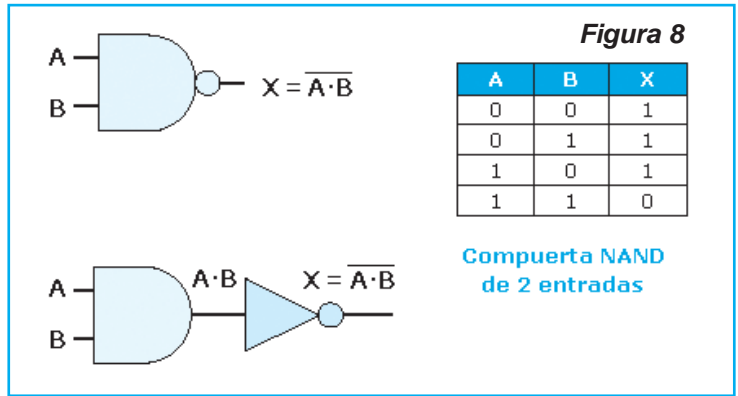 Figura 8
A
B
X = A·B
A B X
0 0 1
0 1 1
1 0 1
1 1 0
Compuerta NAND
de 2 entradas
A
B
A·B
X = A·B